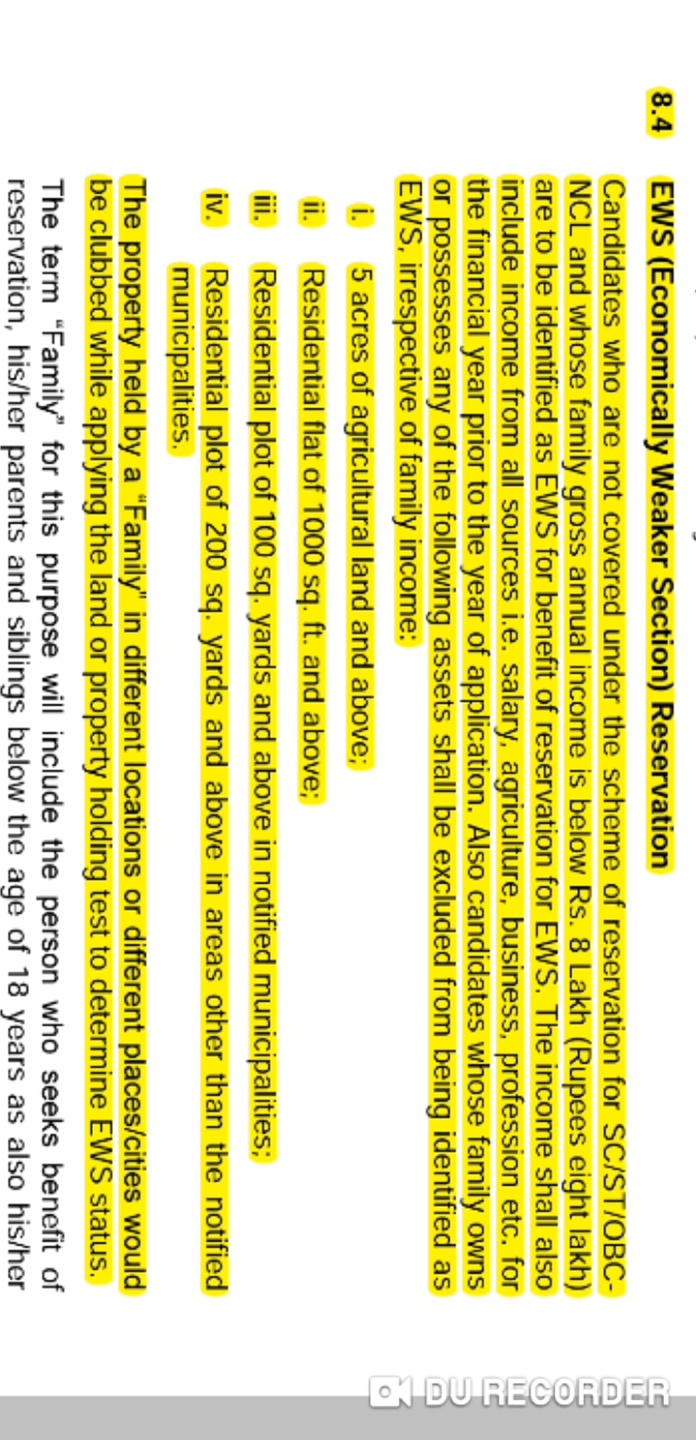 8.4 EWS (Economically Weaker Section) Reservation
Candidates who are not covered under the scheme of reservation for SC/ST/OBC-
NCL and whose family gross annual income is below Rs. 8 Lakh (Rupees eight lakh)
are to be identified as EWS for benefit of reservation for EWS. The income shall also
include income from all sources i.e. salary, agriculture, business, profession etc. for
the financial year prior to the year of application. Also candidates whose family owns
or possesses any of the following assets shall be excluded from being identified as
EWS, irrespective of family income:
i. 5 acres of agricultural land and above;
ii. Residential flat of 1000 sq. ft. and above;
iii. Residential plot of 100 sq. yards and above in notified municipalities;
iv. Residential plot of 200 sq. yards and above in areas other than the notified
municipalities.
The property held by a "Family" in different locations or different places/cities would
be clubbed while applying the land or property holding test to determine EWS status.
The term “Family” for this purpose will include the person who seeks benefit of
reservation, his/her parents and siblings below the age of 18 years as also his/her
DU RECORDER